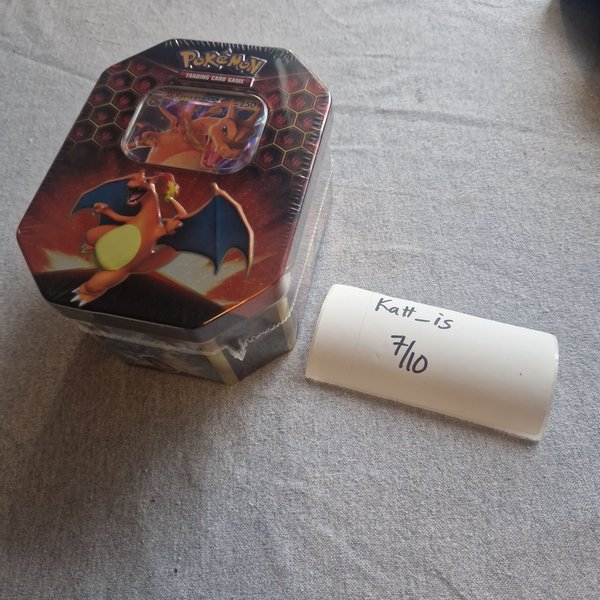 POKéMON
TRADING CARD GAME
Katt_is
7/10